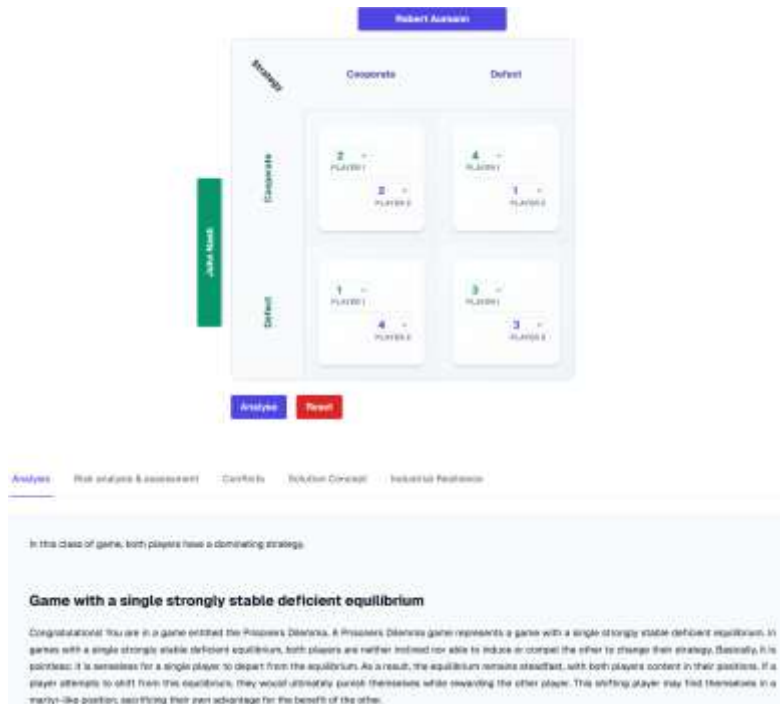 Robert Aumann
Strategy
Cooperate
Defect
John Nash
Cooperate
2
PLAYER 1
2
PLAYER 2
4
PLAYER 1
1
PLAYER 2
Defect
1
PLAYER 1
4
PLAYER 2
3
PLAYER 1
3
PLAYER 2
Analyse
Reset
Analysis Risk analysis & assessment Conflicts Solution Concept Industrial Resilience
In this class of game, both players have a dominating strategy.
Game with a single strongly stable deficient equilibrium
Congratulations! You are in a game entitled the Prisoners Dilemma. A Prisoners Dilemma game represents a game with a single strongly stable deficient equilibrium. In
games with a single strongly stable deficient equilibrium, both players are neither inclined nor able to induce or compel the other to change their strategy. Basically, it is
pointless; it is senseless for a single player to depart from the equilibrium. As a result, the equilibrium remains steadfast, with both players content in their positions. If a
player attempts to shift from this equilibrium, they would ultimately punish themselves while rewarding the other player. This shifting player may find themselves in a
martyr-like position, sacrificing their own advantage for the benefit of the other.